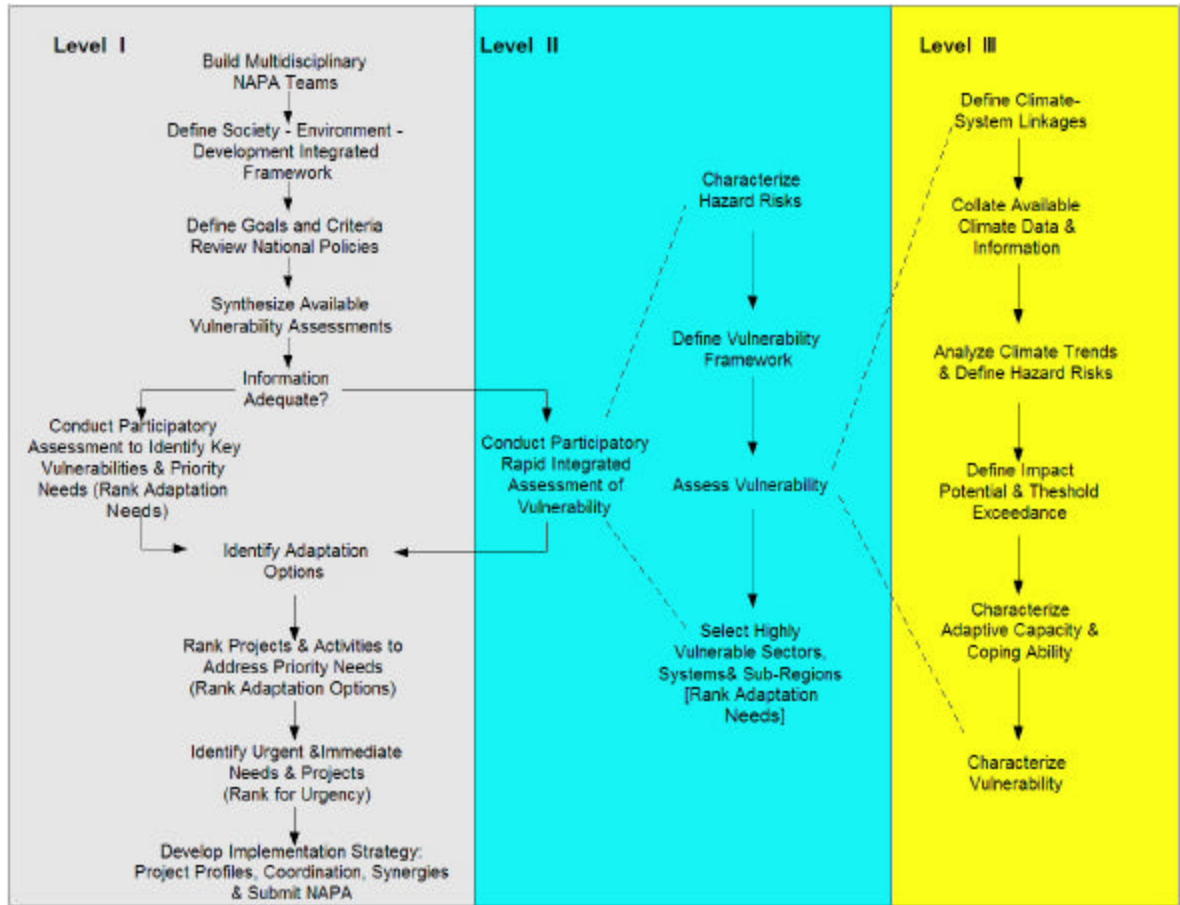 Level I
Build Multidisciplinary
NAPA Teams
Define Society - Environment -
Development Integrated
Framework
Define Goals and Criteria
Review National Policies
Synthesize Available
Vulnerability Assessments
Information
Adequate?
Conduct Participatory
Assessment to Identify Key
Vulnerabilities & Priority
Needs (Rank Adaptation
Needs)
Identify Adaptation
Options
Rank Projects & Activities to
Address Priority Needs
(Rank Adaptation Options)
Identify Urgent &Immediate
Needs & Projects
(Rank for Urgency)
Develop Implementation Strategy:
Project Profiles, Coordination, Synergies
& Submit NAPA
Level II
Conduct Participatory
Rapid Integrated
Assessment of
Vulnerability
Characterize
Hazard Risks
Define Vulnerability
Framework
Assess Vulnerability
Select Highly
Vulnerable Sectors,
Systems& Sub-Regions
[Rank Adaptation
Needs]
Level III
Define Climate-
System Linkages
Collate Available
Climate Data &
Information
Analyze Climate Trends
& Define Hazard Risks
Define Impact
Potential & Theshold
Exceedance
Characterize
Adaptive Capacity &
Coping Ability
Characterize
Vulnerability